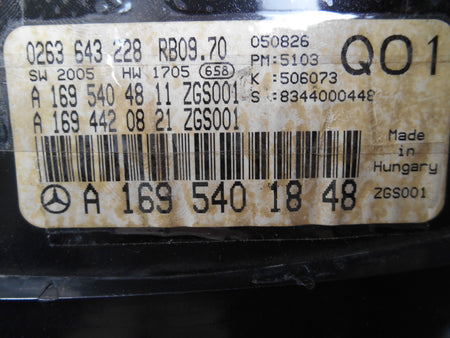 0263 643 228 RB09.70 050826 Q01
SW 2005 HW 1705 658 PM:5103
A 169 540 48 11 ZGS001 K :506073
A 169 442 08 21 ZGS001 S :8344000448
Made in Hungary
A 169 540 18 48 ZGS001